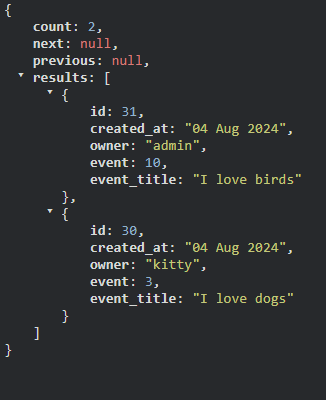 {
count: 2,
next: null,
previous: null,
results: [
{
id: 31,
created_at: "04 Aug 2024",
owner: "admin",
event: 10,
event_title: "I love birds"
},
{
id: 30,
created_at: "04 Aug 2024",
owner: "kitty",
event: 3,
event_title: "I love dogs"
}
]
}